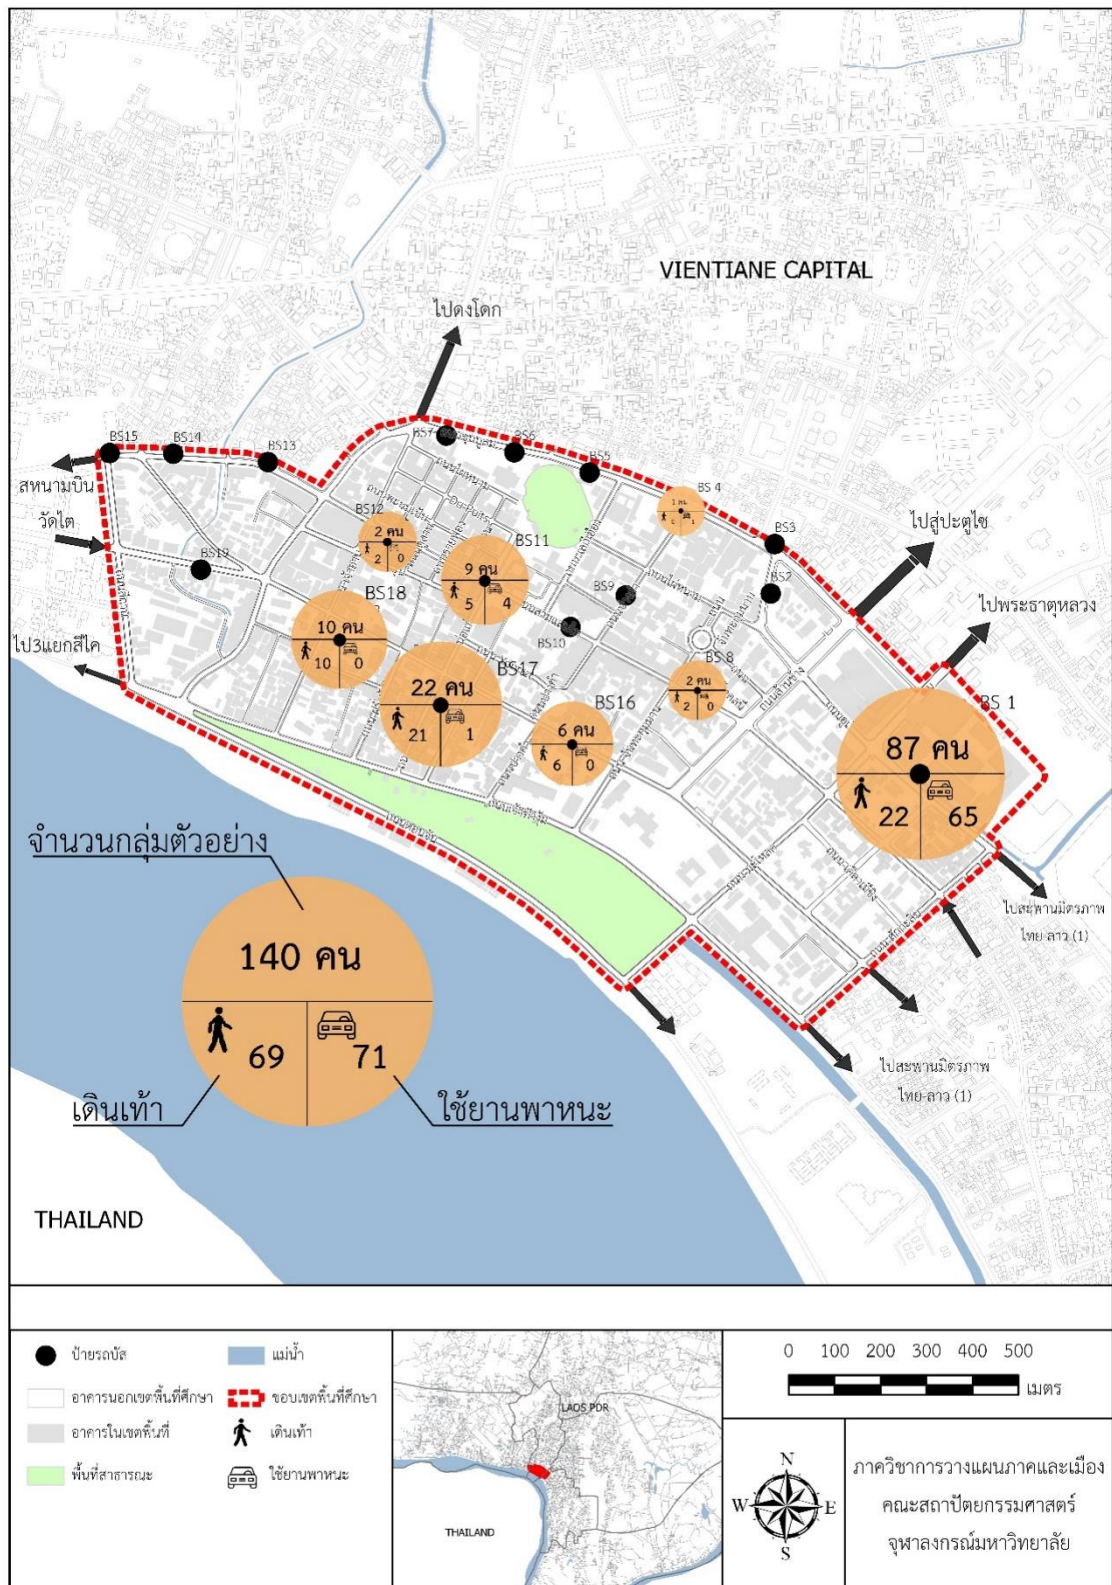 VIENTIANE CAPITAL
ไปดงโดก
BS15
BS14
BS13
BS7
BS6
BS5
BS 4
1 คน
0 1
BS3
BS2
ไปสู่ปะตูไซ
ไปพระธาตุหลวง
สหนามบิน
วัดไต
BS12
2 คน
2 0
BS11
9 คน
5 4
BS19
BS18
10 คน
10 0
BS9
BS10
ไป3แยกสีไค
BS17
22 คน
21 1
BS16
6 คน
6 0
BS 8
2 คน
2 0
BS 1
87 คน
22 65
จำนวนกลุ่มตัวอย่าง
140 คน
69 71
เดินเท้า
ใช้ยานพาหนะ
ไปสะพานมิตรภาพ
ไทย-ลาว (1)
ไปสะพานมิตรภาพ
ไทย-ลาว (1)
THAILAND
ป้ายรถบัส
แม่น้ำ
อาคารนอกเขตพื้นที่ศึกษา
ขอบเขตพื้นที่ศึกษา
อาคารในเขตพื้นที่
เดินเท้า
พื้นที่สาธารณะ
ใช้ยานพาหนะ
LAOS PDR
THAILAND
0 100 200 300 400 500
เมตร
N
W E
S
ภาควิชาการวางแผนภาคและเมือง
คณะสถาปัตยกรรมศาสตร์
จุฬาลงกรณ์มหาวิทยาลัย